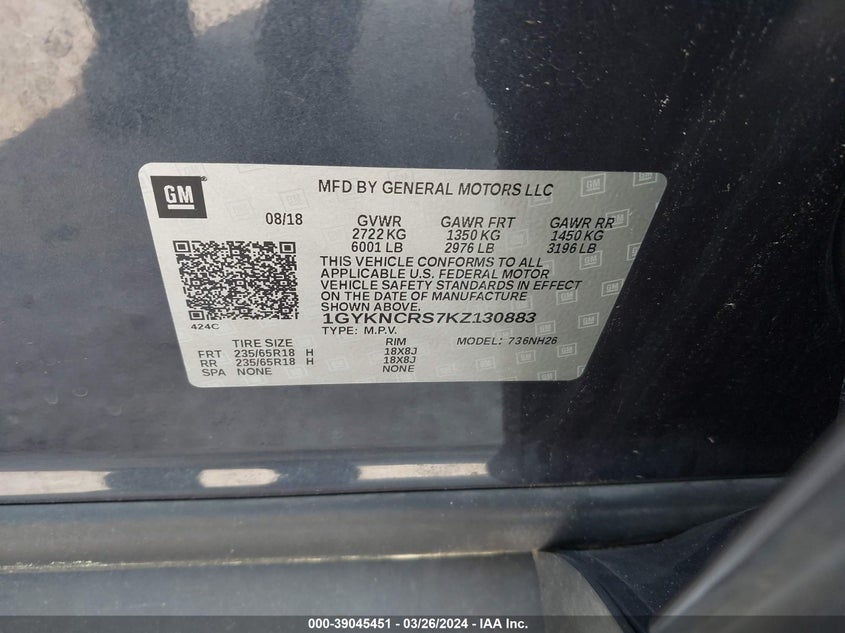 GM
MFD BY GENERAL MOTORS LLC
08/18 GVWR GAWR FRT GAWR RR
2722 KG 1350 KG 1450 KG
6001 LB 2976 LB 3196 LB
THIS VEHICLE CONFORMS TO ALL
APPLICABLE U.S. FEDERAL MOTOR
VEHICLE SAFETY STANDARDS IN EFFECT
ON THE DATE OF MANUFACTURE
SHOWN ABOVE.
424C 1GYKNCRS7KZ130883
TYPE: M.P.V. MODEL: 736NH26
TIRE SIZE RIM
FRT 235/65R18 H 18X8J
RR 235/65R18 H 18X8J
SPA NONE NONE
000-39045451 - 03/26/2024 - IAA Inc.